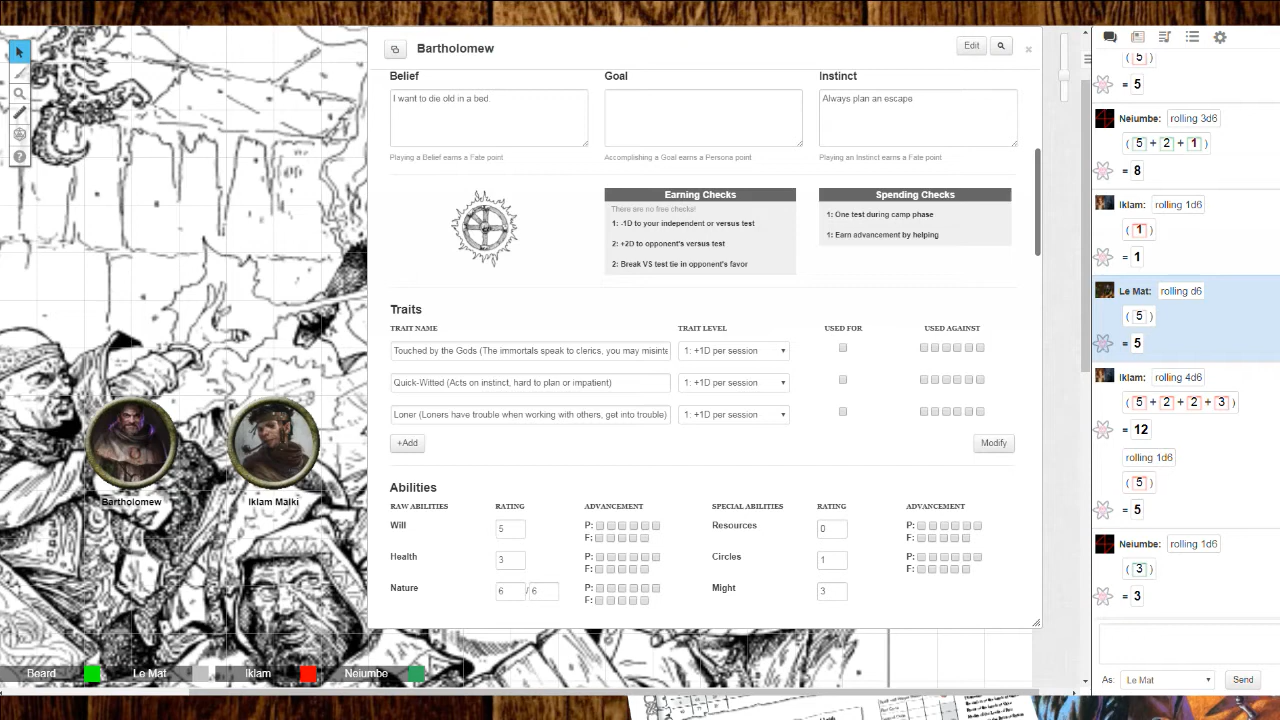 Bartholomew
Edit
Belief
Goal
Instinct
I want to die old in a bed.
Always plan an escape
Playing a Belief earns a Fate point
Accomplishing a Goal earns a Persona point
Playing an Instinct earns a Fate point
Earning Checks
There are no free checks!
1: -1D to your independent or versus test
2: +2D to opponent's versus test
2: Break VS test tie in opponent's favor
Spending Checks
1: One test during camp phase
1: Earn advancement by helping
Traits
TRAIT NAME
TRAIT LEVEL
USED FOR
USED AGAINST
Touched by the Gods (The immortals speak to clerics, you may misinte
1: +1D per session
Quick-Witted (Acts on instinct, hard to plan or impatient)
1: +1D per session
Loner (Loners have trouble when working with others, get into trouble)
1: +1D per session
+Add
Modify
Abilities
RAW ABILITIES
RATING
ADVANCEMENT
SPECIAL ABILITIES
RATING
ADVANCEMENT
Will
5
P:
F:
Resources
0
P:
F:
Health
3
P:
F:
Circles
1
P:
F:
Nature
6 / 6
P:
F:
Might
3
Bartholomew
Iklam Malki
Beard
Le Mat
Iklam
Neiumbe
( 5 )
= 5
Neiumbe: rolling 3d6
( 5 + 2 + 1 )
= 8
Iklam: rolling 1d6
( 1 )
= 1
Le Mat: rolling d6
( 5 )
= 5
Iklam: rolling 4d6
( 5 + 2 + 2 + 3 )
= 12
rolling 1d6
( 5 )
= 5
Neiumbe: rolling 1d6
( 3 )
= 3
As: Le Mat
Send